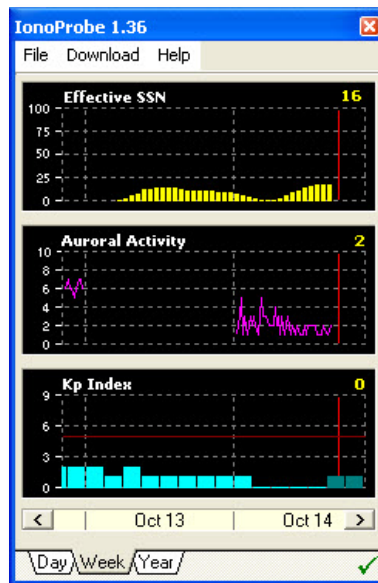 IonoProbe 1.36
File Download Help
Effective SSN 16
100
75
50
25
0
Auroral Activity 2
10
8
6
4
2
0
Kp Index 0
9
6
3
0
< Oct 13 Oct 14 >
Day Week Year